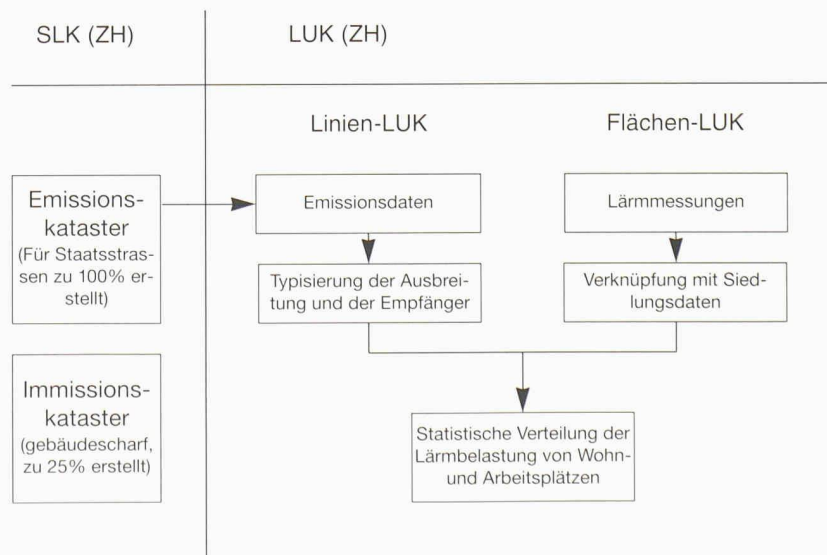 SLK (ZH)
LUK (ZH)
Linien-LUK
Flächen-LUK
Emissions-
kataster
(Für Staatsstras-
sen zu 100% er-
stellt)
Emissionsdaten
Lärmmessungen
Typisierung der Ausbrei-
tung und der Empfänger
Verknüpfung mit Sied-
lungsdaten
Immissions-
kataster
(gebäudescharf,
zu 25% erstellt)
Statistische Verteilung der
Lärmbelastung von Wohn-
und Arbeitsplätzen